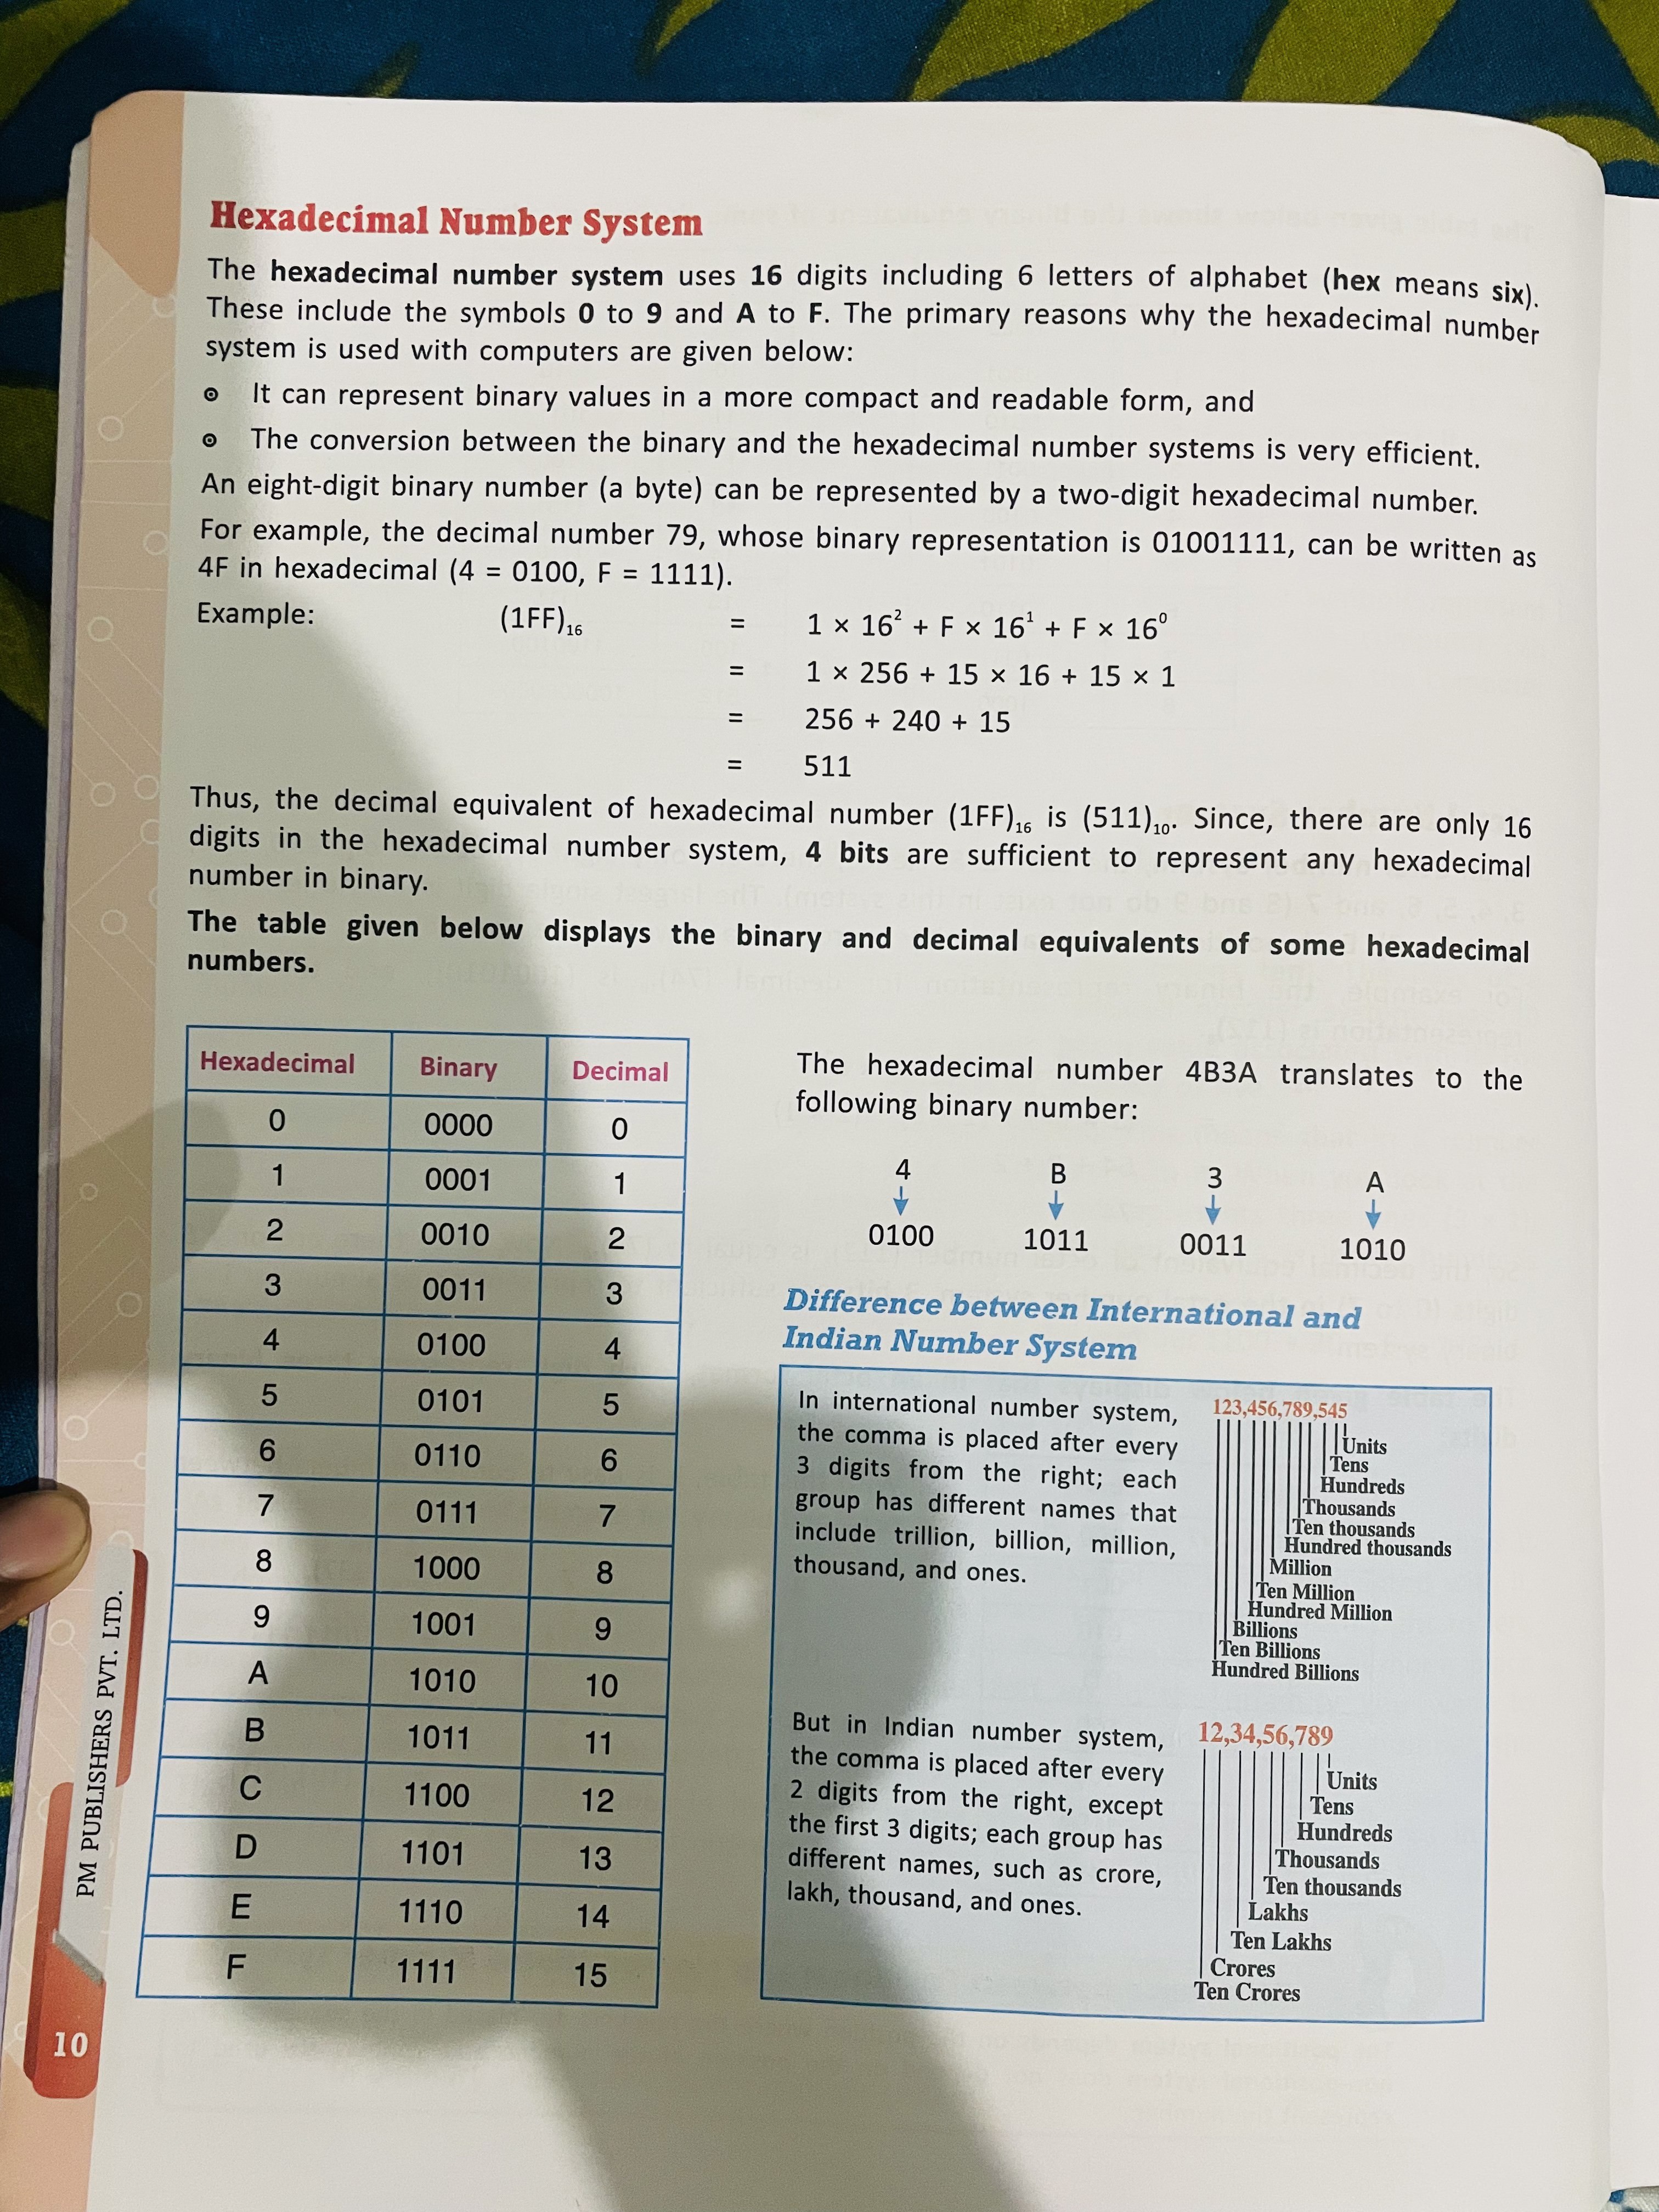 Hexadecimal Number System
The hexadecimal number system uses 16 digits including 6 letters of alphabet (hex means six).
These include the symbols 0 to 9 and A to F. The primary reasons why the hexadecimal number
system is used with computers are given below:
⊙ It can represent binary values in a more compact and readable form, and
⊙ The conversion between the binary and the hexadecimal number systems is very efficient.
An eight-digit binary number (a byte) can be represented by a two-digit hexadecimal number.
For example, the decimal number 79, whose binary representation is 01001111, can be written as
4F in hexadecimal (4 = 0100, F = 1111).
Example: (1FF)₁₆ = 1 × 16² + F × 16¹ + F × 16⁰
= 1 × 256 + 15 × 16 + 15 × 1
= 256 + 240 + 15
= 511
Thus, the decimal equivalent of hexadecimal number (1FF)₁₆ is (511)₁₀. Since, there are only 16
digits in the hexadecimal number system, 4 bits are sufficient to represent any hexadecimal
number in binary.
The table given below displays the binary and decimal equivalents of some hexadecimal
numbers.
Hexadecimal Binary Decimal
0 0000 0
1 0001 1
2 0010 2
3 0011 3
4 0100 4
5 0101 5
6 0110 6
7 0111 7
8 1000 8
9 1001 9
A 1010 10
B 1011 11
C 1100 12
D 1101 13
E 1110 14
F 1111 15
The hexadecimal number 4B3A translates to the
following binary number:
4 B 3 A
0100 1011 0011 1010
Difference between International and
Indian Number System
In international number system,
the comma is placed after every
3 digits from the right; each
group has different names that
include trillion, billion, million,
thousand, and ones.
123,456,789,545
Units
Tens
Hundreds
Thousands
Ten thousands
Hundred thousands
Million
Ten Million
Hundred Million
Billions
Ten Billions
Hundred Billions
But in Indian number system,
the comma is placed after every
2 digits from the right, except
the first 3 digits; each group has
different names, such as crore,
lakh, thousand, and ones.
12,34,56,789
Units
Tens
Hundreds
Thousands
Ten thousands
Lakhs
Ten Lakhs
Crores
Ten Crores
PM PUBLISHERS PVT. LTD.
10